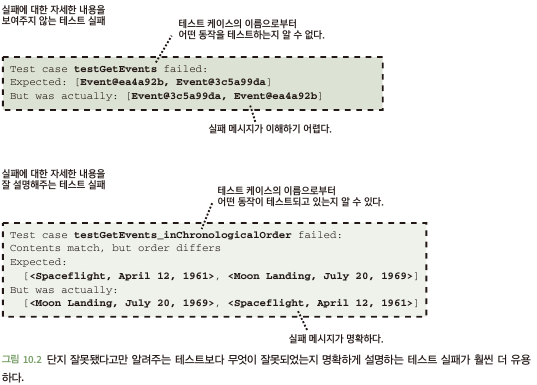 실패에 대한 자세한 내용을
보여주지 않는 테스트 실패
테스트 케이스의 이름으로부터
어떤 동작을 테스트하는지 알 수 없다.
Test case testGetEvents failed:
Expected: [Event@ea4a92b, Event@3c5a99da]
But was actually: [Event@3c5a99da, Event@ea4a92b]
실패 메시지가 이해하기 어렵다.
실패에 대한 자세한 내용을
잘 설명해주는 테스트 실패
테스트 케이스의 이름으로부터
어떤 동작이 테스트되고 있는지 알 수 있다.
Test case testGetEvents_inChronologicalOrder failed:
Contents match, but order differs
Expected:
[<Spaceflight, April 12, 1961>, <Moon Landing, July 20, 1969>]
But was actually:
[<Moon Landing, July 20, 1969>, <Spaceflight, April 12, 1961>]
실패 메시지가 명확하다.
그림 10.2 단지 잘못됐다고만 알려주는 테스트보다 무엇이 잘못되었는지 명확하게 설명하는 테스트 실패가 훨씬 더 유용
하다.